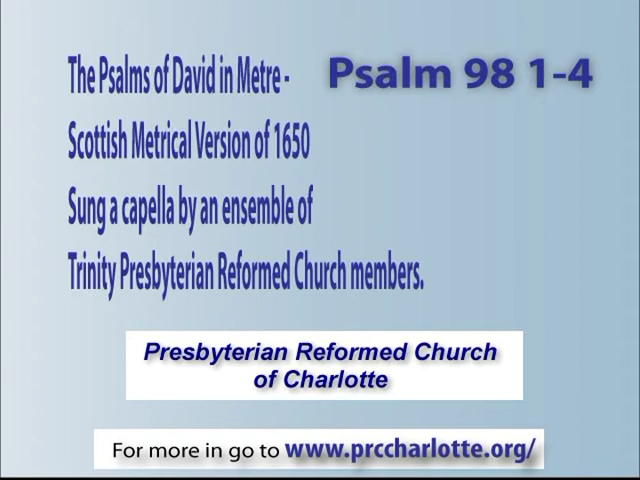 The Psalms of David in Metre - Psalm 98 1-4
Scottish Metrical Version of 1650
Sung a capella by an ensemble of
Trinity Presbyterian Reformed Church members.
Presbyterian Reformed Church
of Charlotte
For more in go to www.prccharlotte.org/